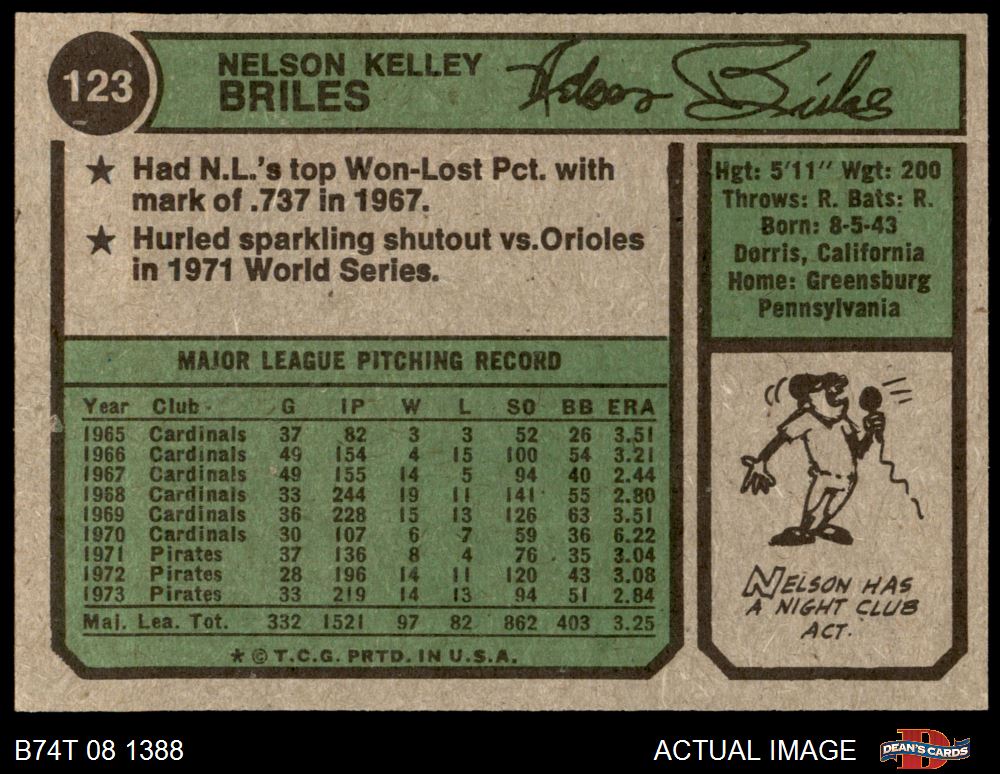 123
NELSON KELLEY
BRILES
Nelson Briles
★ Had N.L.'s top Won-Lost Pct. with
mark of .737 in 1967.
★ Hurled sparkling shutout vs.Orioles
in 1971 World Series.
Hgt: 5'11" Wgt: 200
Throws: R. Bats: R.
Born: 8-5-43
Dorris, California
Home: Greensburg
Pennsylvania
MAJOR LEAGUE PITCHING RECORD
Year Club G IP W L SO BB ERA
1965 Cardinals 37 82 3 3 52 26 3.51
1966 Cardinals 49 154 4 15 100 54 3.21
1967 Cardinals 49 155 14 5 94 40 2.44
1968 Cardinals 33 244 19 11 141 55 2.80
1969 Cardinals 36 228 15 13 126 63 3.51
1970 Cardinals 30 107 6 7 59 36 6.22
1971 Pirates 37 136 8 4 76 35 3.04
1972 Pirates 28 196 14 11 120 43 3.08
1973 Pirates 33 219 14 13 94 51 2.84
Maj. Lea. Tot. 332 1521 97 82 862 403 3.25
★ © T.C.G. PRTD. IN U.S.A.
NELSON HAS
A NIGHT CLUB
ACT.
B74T 08 1388
ACTUAL IMAGE
DEAN'S CARDS